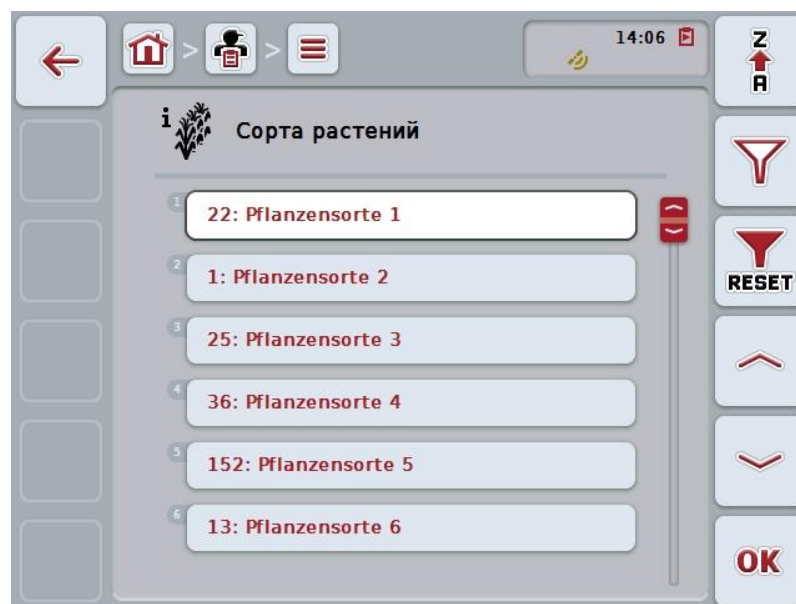 14:06
Z
A
i
Сорта растений
1
22: Pflanzensorte 1
2
1: Pflanzensorte 2
RESET
3
25: Pflanzensorte 3
4
36: Pflanzensorte 4
5
152: Pflanzensorte 5
6
13: Pflanzensorte 6
OK